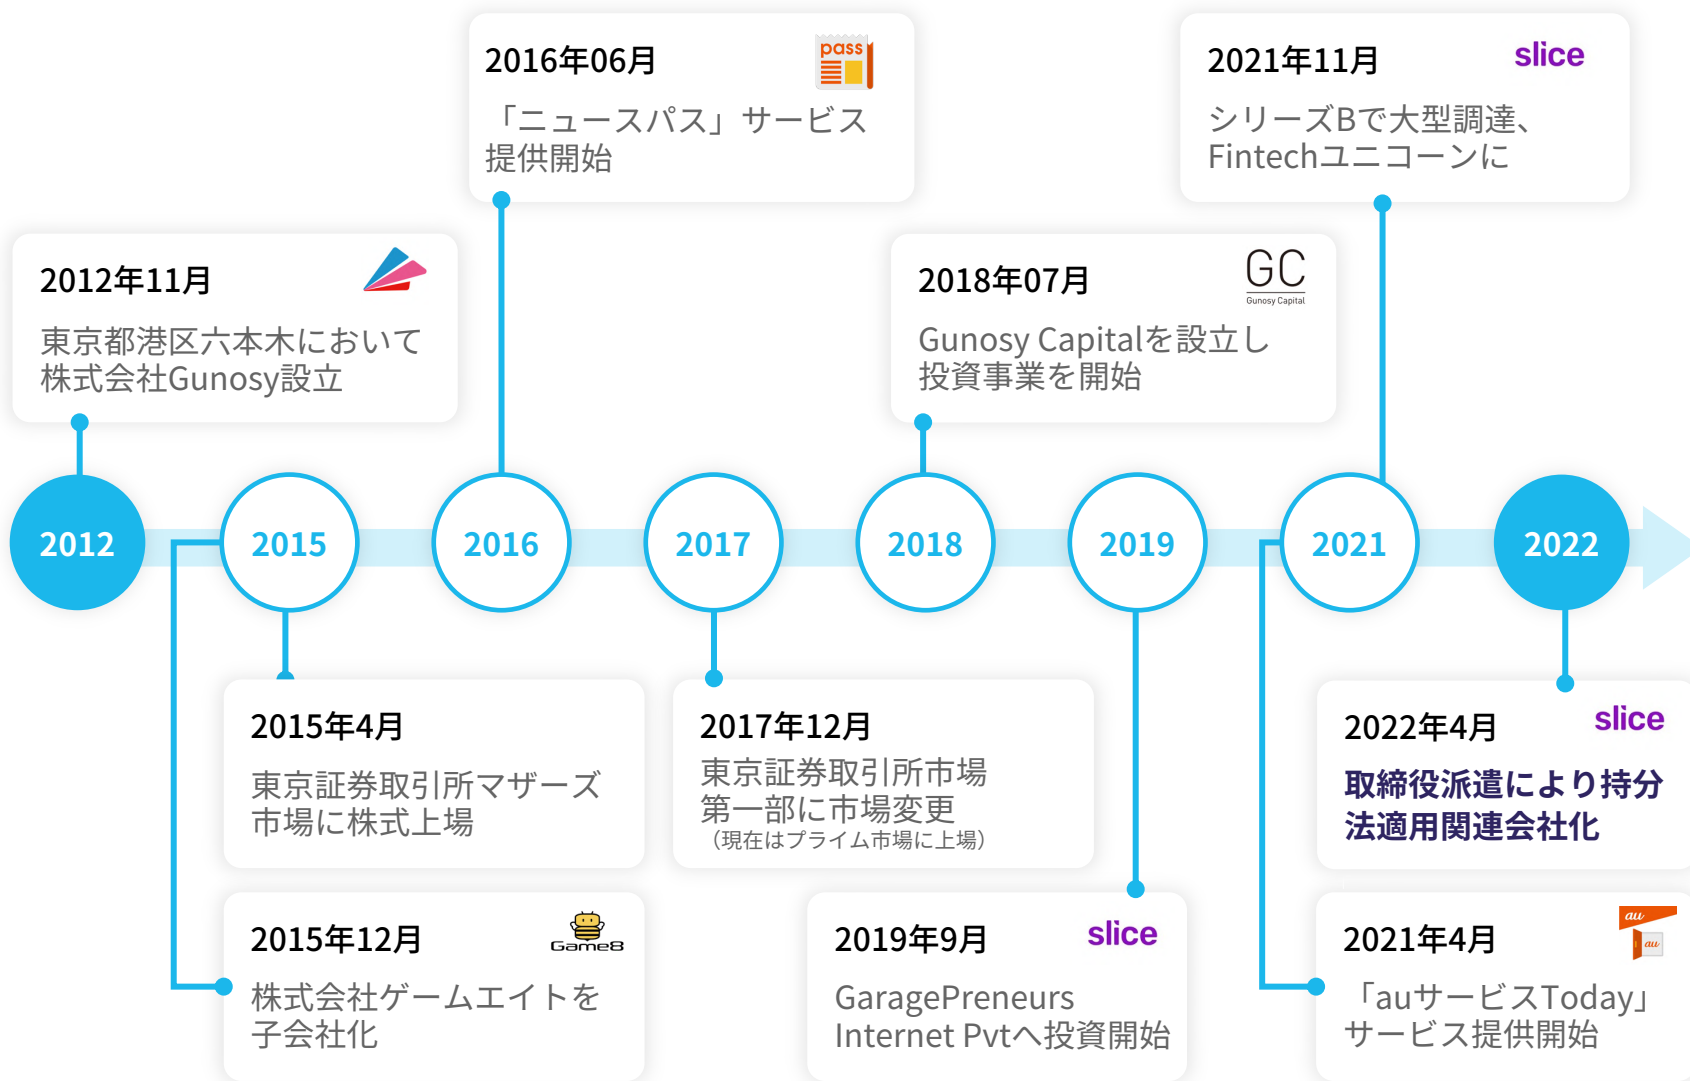 2016年06月
pass
「ニュースパス」サービス
提供開始
2021年11月
slice
シリーズBで大型調達、
Fintechユニコーンに
2012年11月
東京都港区六本木において
株式会社Gunosy設立
2018年07月
GC
Gunosy Capital
Gunosy Capitalを設立し
投資事業を開始
2012
2015
2016
2017
2018
2019
2021
2022
2015年4月
東京証券取引所マザーズ
市場に株式上場
2017年12月
東京証券取引所市場
第一部に市場変更
（現在はプライム市場に上場）
2022年4月
slice
取締役派遣により持分
法適用関連会社化
2015年12月
Game8
株式会社ゲームエイトを
子会社化
2019年9月
slice
GaragePreneurs
Internet Pvtへ投資開始
2021年4月
au
au
「auサービスToday」
サービス提供開始